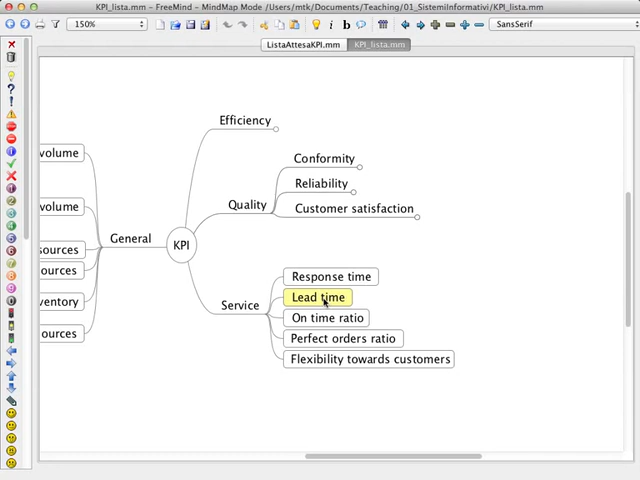 KPI_lista.mm – FreeMind – MindMap Mode /Users/mtk/Documents/Teaching/01_SistemiInformativi/KPI_lista.mm
150%
SansSerif
ListaAttesaKPI.mm
KPI_lista.mm
Efficiency
volume
Conformity
Reliability
volume
Quality
Customer satisfaction
General
KPI
sources
sources
Response time
ventory
Service
Lead time
On time ratio
ources
Perfect orders ratio
Flexibility towards customers